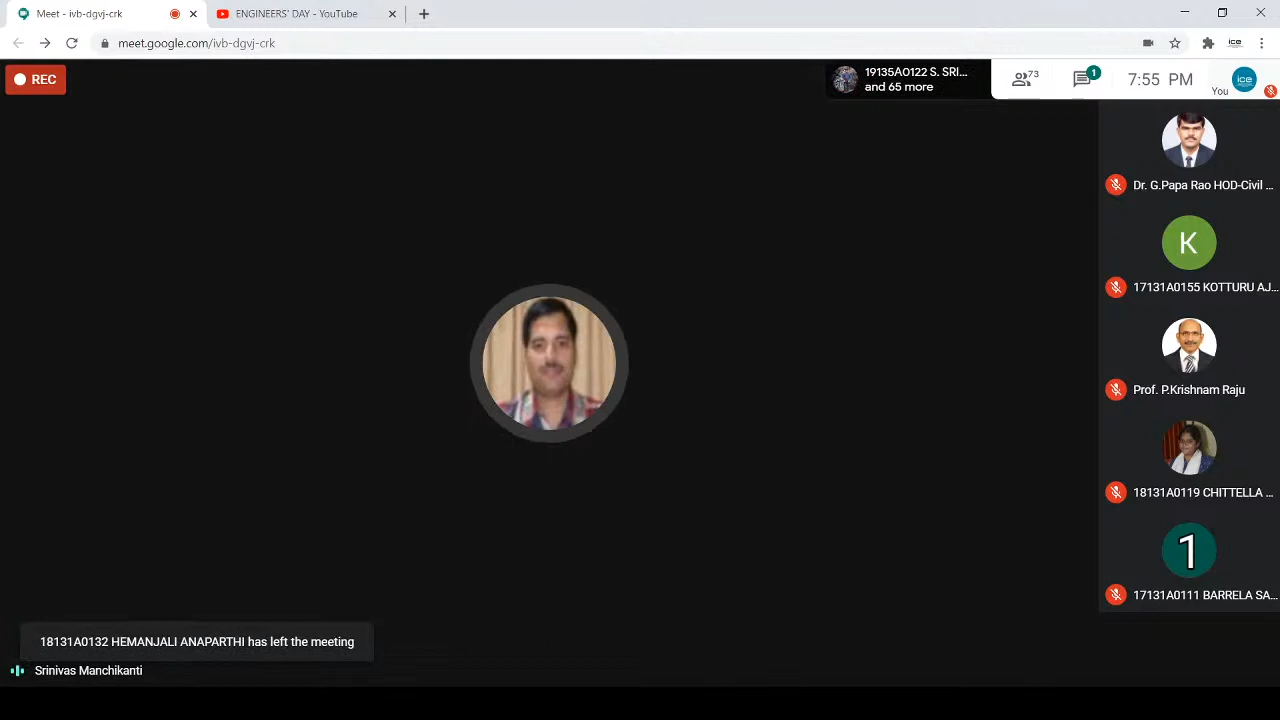 Meet - ivb-dgvj-crk
ENGINEERS' DAY - YouTube
meet.google.com/ivb-dgvj-crk
ice
REC
19135A0122 S. SRI...
and 65 more
73
1
7:55 PM
You
ice
Dr. G.Papa Rao HOD-Civil ...
K
17131A0155 KOTTURU AJ...
Prof. P.Krishnam Raju
18131A0119 CHITTELLA ...
1
17131A0111 BARRELA SA...
18131A0132 HEMANJALI ANAPARTHI has left the meeting
Srinivas Manchikanti